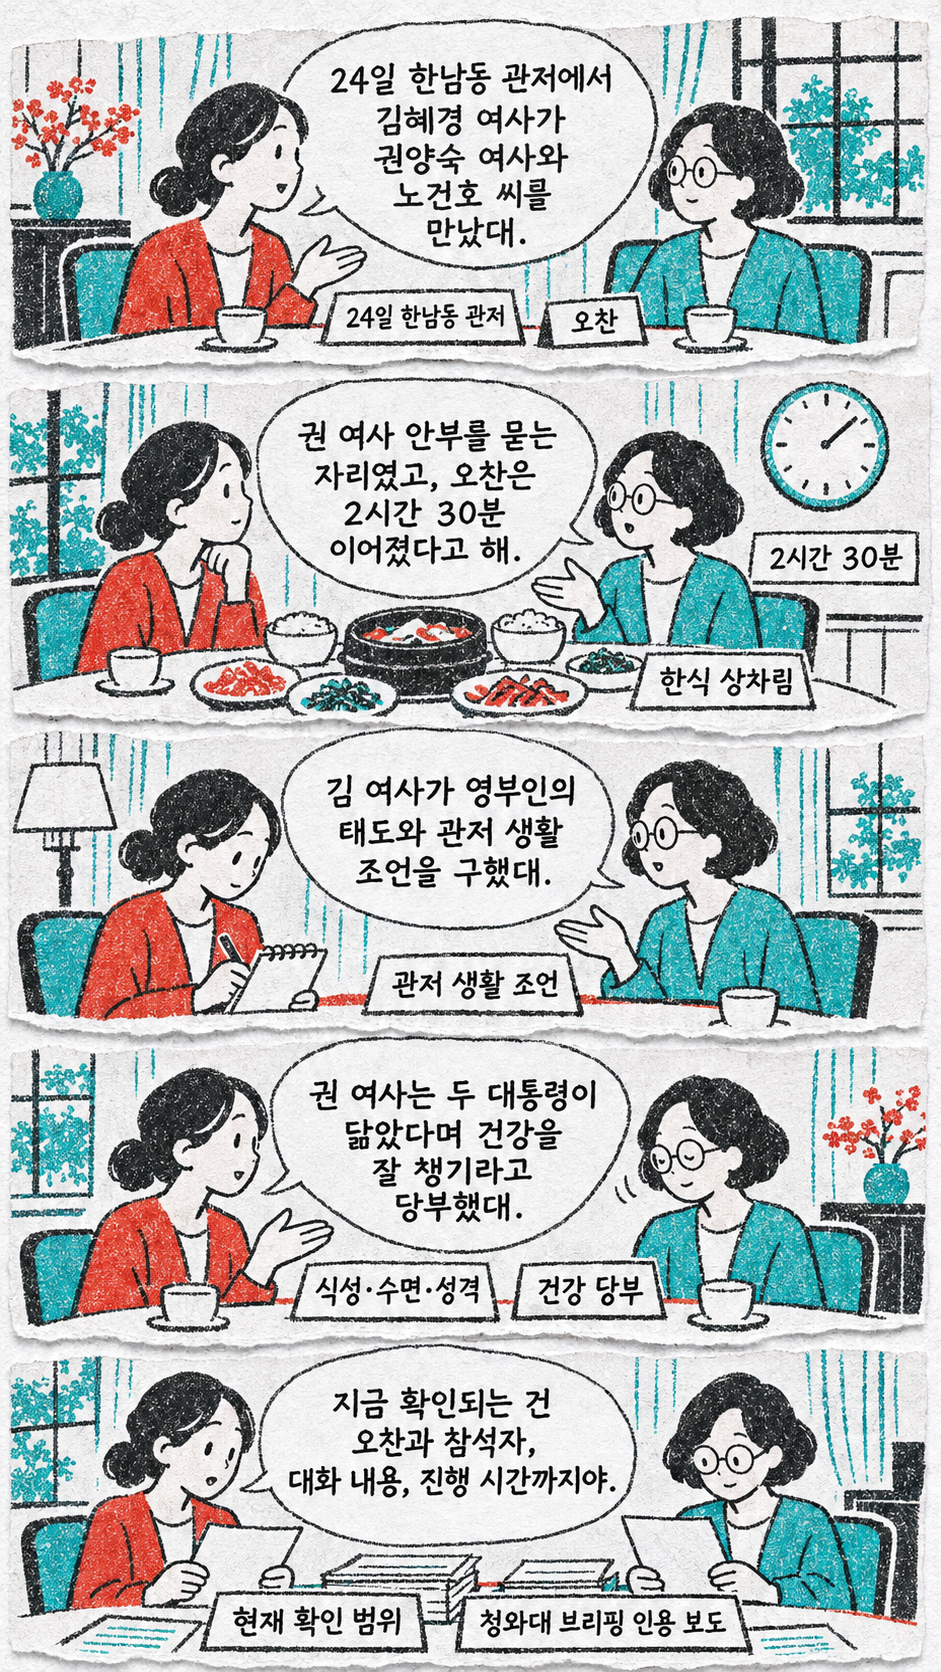 24일 한남동 관저에서
김혜경 여사가
권양숙 여사와
노건호 씨를
만났대.
24일 한남동 관저
오찬
권 여사 안부를 묻는
자리였고, 오찬은
2시간 30분
이어졌다고 해.
2시간 30분
한식 상차림
김 여사가 영부인의
태도와 관저 생활
조언을 구했대.
관저 생활 조언
권 여사는 두 대통령이
닮았다며 건강을
잘 챙기라고
당부했대.
식성·수면·성격
건강 당부
지금 확인되는 건
오찬과 참석자,
대화 내용, 진행 시간까지야.
현재 확인 범위
청와대 브리핑 인용 보도